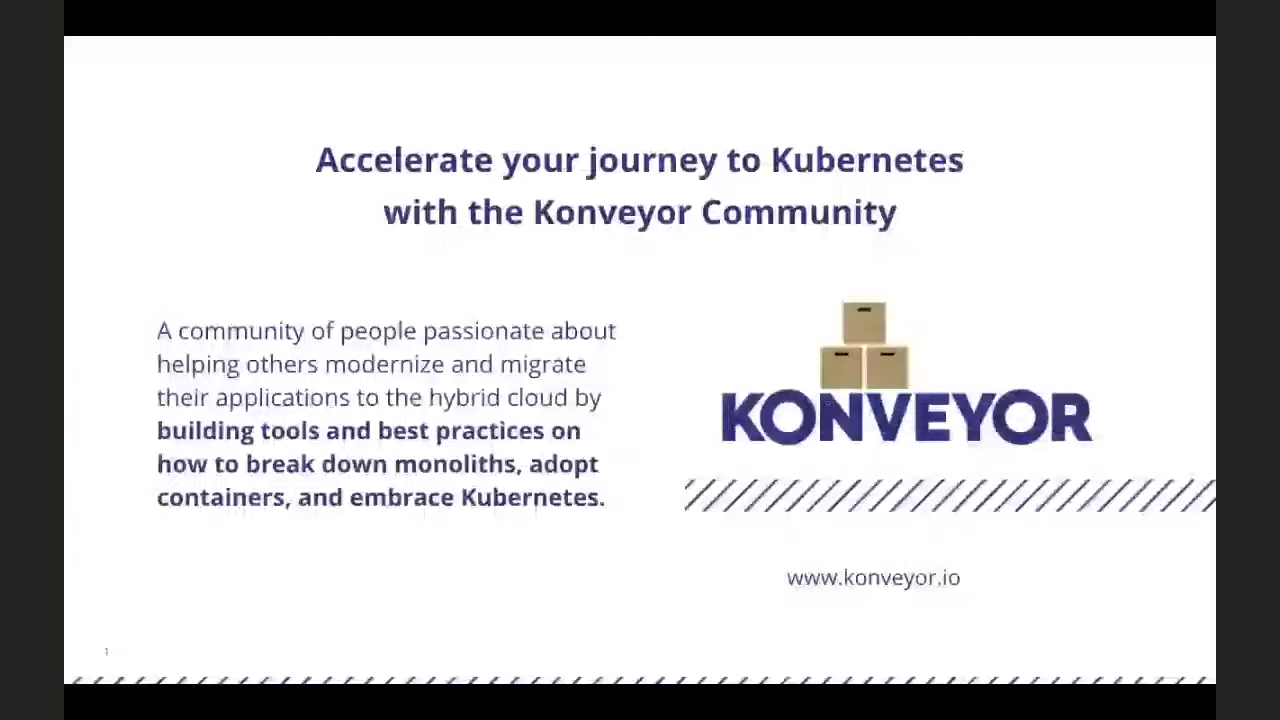 Accelerate your journey to Kubernetes
with the Konveyor Community
A community of people passionate about
helping others modernize and migrate
their applications to the hybrid cloud by
building tools and best practices on
how to break down monoliths, adopt
containers, and embrace Kubernetes.
KONVEYOR
www.konveyor.io
1